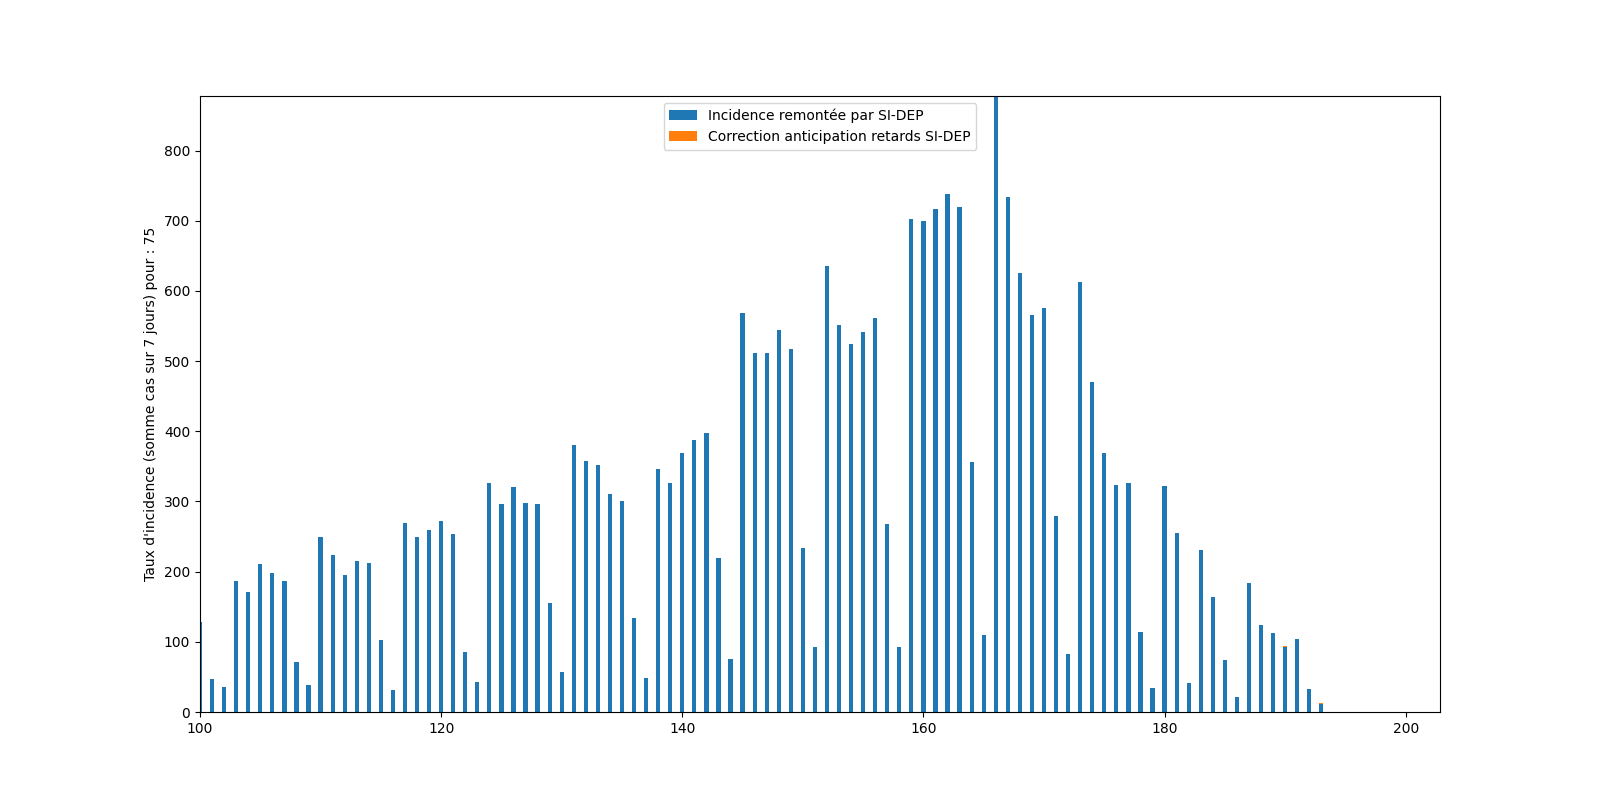 Incidence remontée par SI-DEP
Correction anticipation retards SI-DEP
Taux d'incidence (somme cas sur 7 jours) pour : 75
800
700
600
500
400
300
200
100
0
100 120 140 160 180 200